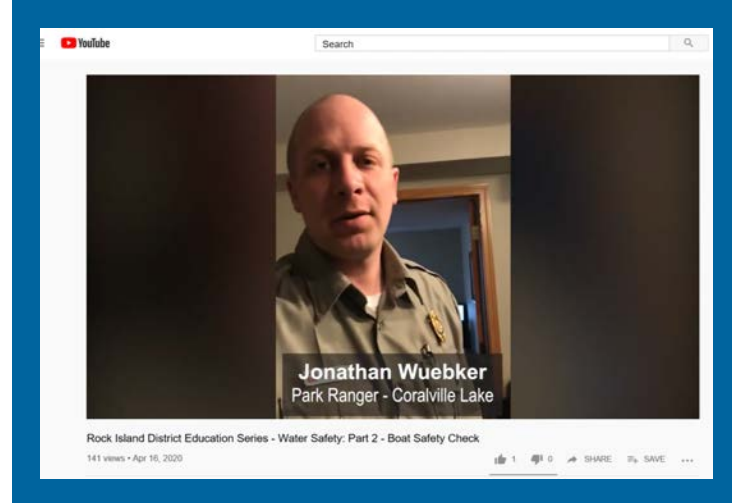 YouTube
Search
Jonathan Wuebker
Park Ranger - Coralville Lake
Rock Island District Education Series - Water Safety: Part 2 - Boat Safety Check
141 views • Apr 16, 2020
1 0 SHARE SAVE ...